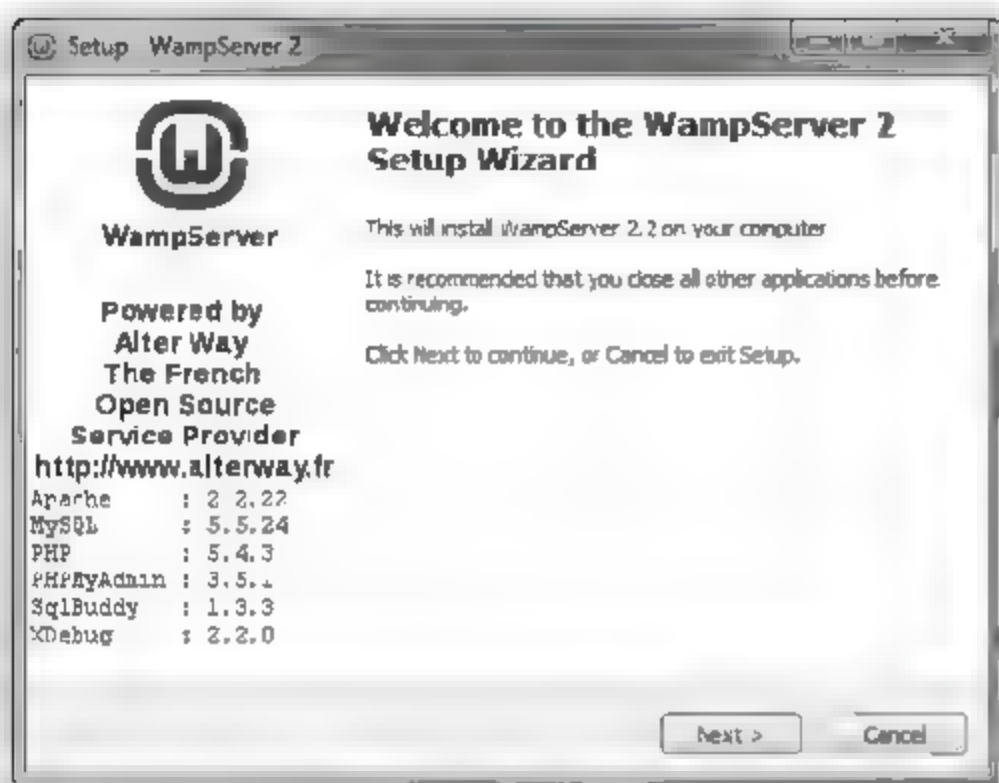 Setup WampServer 2
Welcome to the WampServer 2
Setup Wizard
WampServer
This will install WampServer 2.2 on your computer
It is recommended that you close all other applications before
continuing.
Powered by
Alter Way
The French
Open Source
Service Provider
http://www.alterway.fr
Click Next to continue, or Cancel to exit Setup.
Apache : 2.2.22
MySQL : 5.5.24
PHP : 5.4.3
PHPMyAdmin : 3.5.1
SqlBuddy : 1.3.3
XDebug : 2.2.0
Next >
Cancel